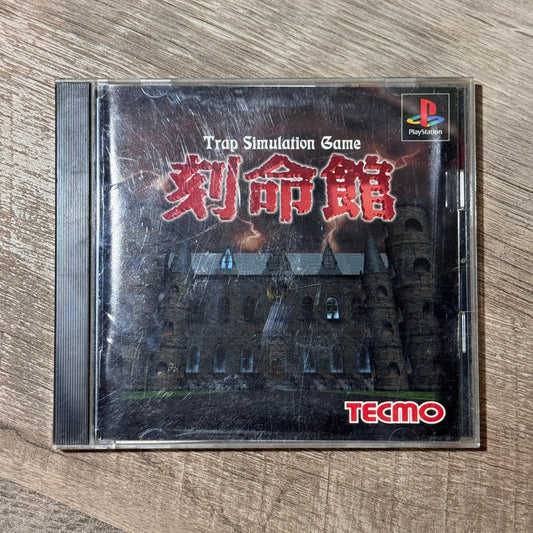 PlayStation
Trap Simulation Game
刻命館
TECMO